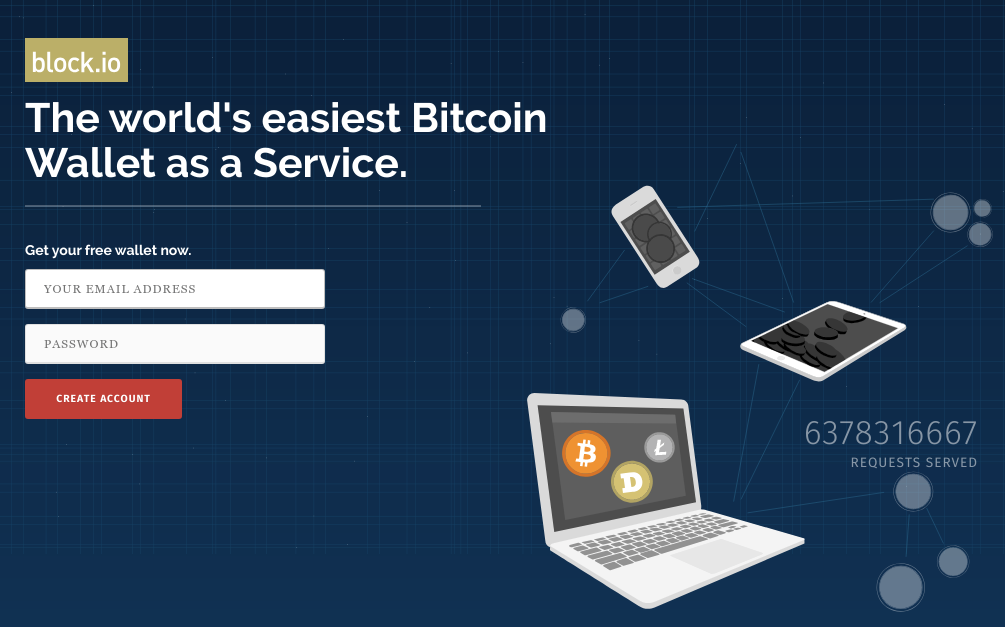 block.io
The world's easiest Bitcoin
Wallet as a Service.
Get your free wallet now.
YOUR EMAIL ADDRESS
PASSWORD
CREATE ACCOUNT
6378316667
REQUESTS SERVED